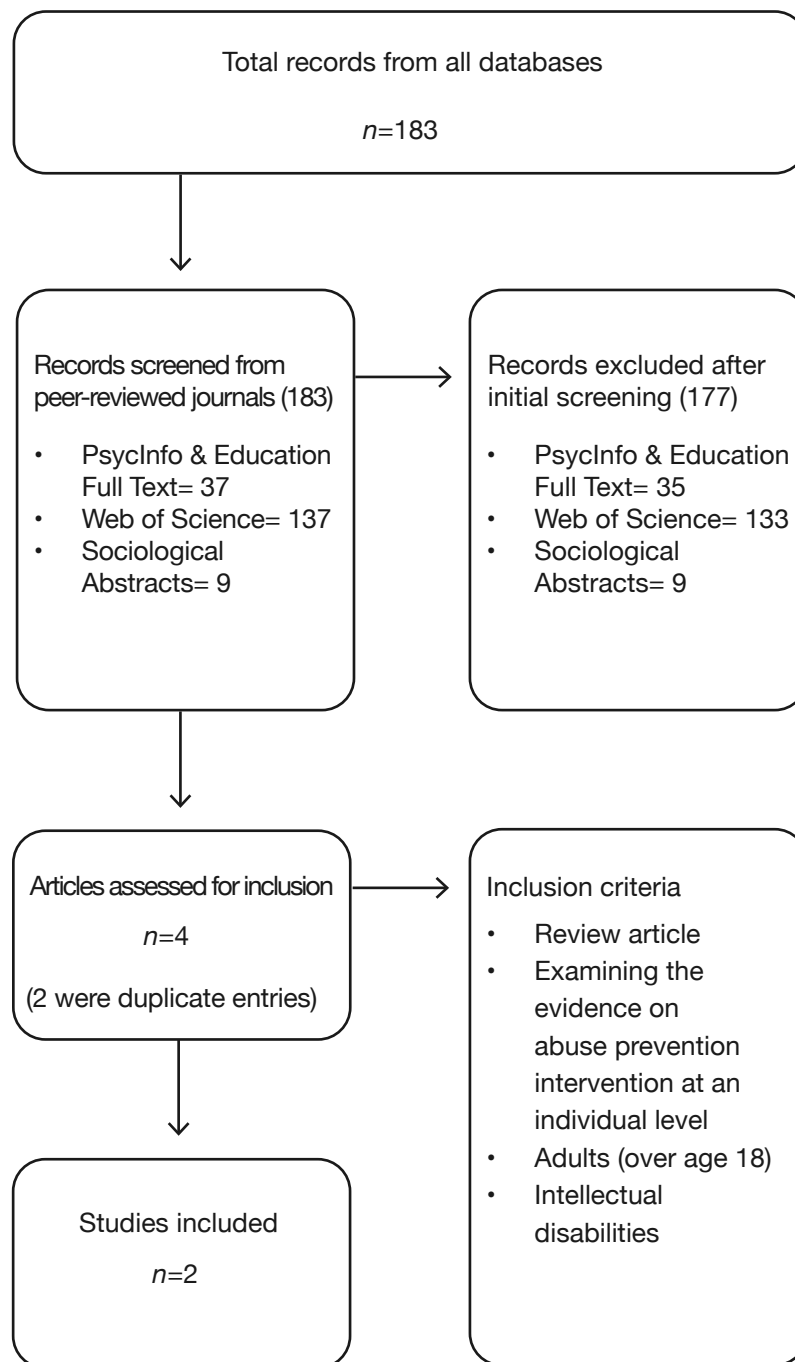 Total records from all databases
n=183
Records screened from
peer-reviewed journals (183)
• PsycInfo & Education
Full Text= 37
• Web of Science= 137
• Sociological
Abstracts= 9
Records excluded after
initial screening (177)
• PsycInfo & Education
Full Text= 35
• Web of Science= 133
• Sociological
Abstracts= 9
Articles assessed for inclusion
n=4
(2 were duplicate entries)
Inclusion criteria
• Review article
• Examining the
evidence on
abuse prevention
intervention at an
individual level
• Adults (over age 18)
• Intellectual
disabilities
Studies included
n=2